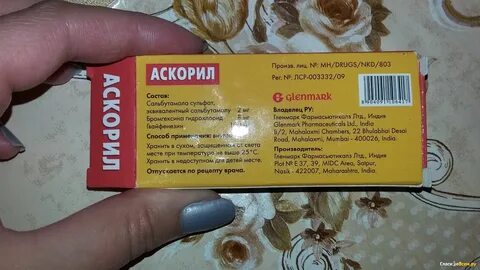 АСКОРИЛ
АСКОРИЛ
Состав:
Сальбутамола сульфат,
эквивалентный сальбутамолу 2 мг
Бромгексина гидрохлорид 8 мг
Гвайфенезин
Способ применения:
Хранить в сухом, защищенном от света
месте при температуре не выше 25°С.
Хранить в недоступном для детей месте.
Отпускается по рецепту врача.
Произв. лиц. №: MH/DRUGS/NKD/803
Рег. №: ЛСР-003332/09
Glenmark
Владелец РУ:
Гленмарк Фармасьютикалз Лтд., Индия
Glenmark Pharmaceuticals Ltd., India
B/2, Mahalaxmi Chambers, 22 Bhulabhai Desai
Road, Mahalaxmi, Mumbai - 400026, India
Производитель:
Гленмарк Фармасьютикалз Лтд., Индия
Plot № E 37, 39, MIDC Area, Satpur,
Nasik - 422007, Maharashtra, India